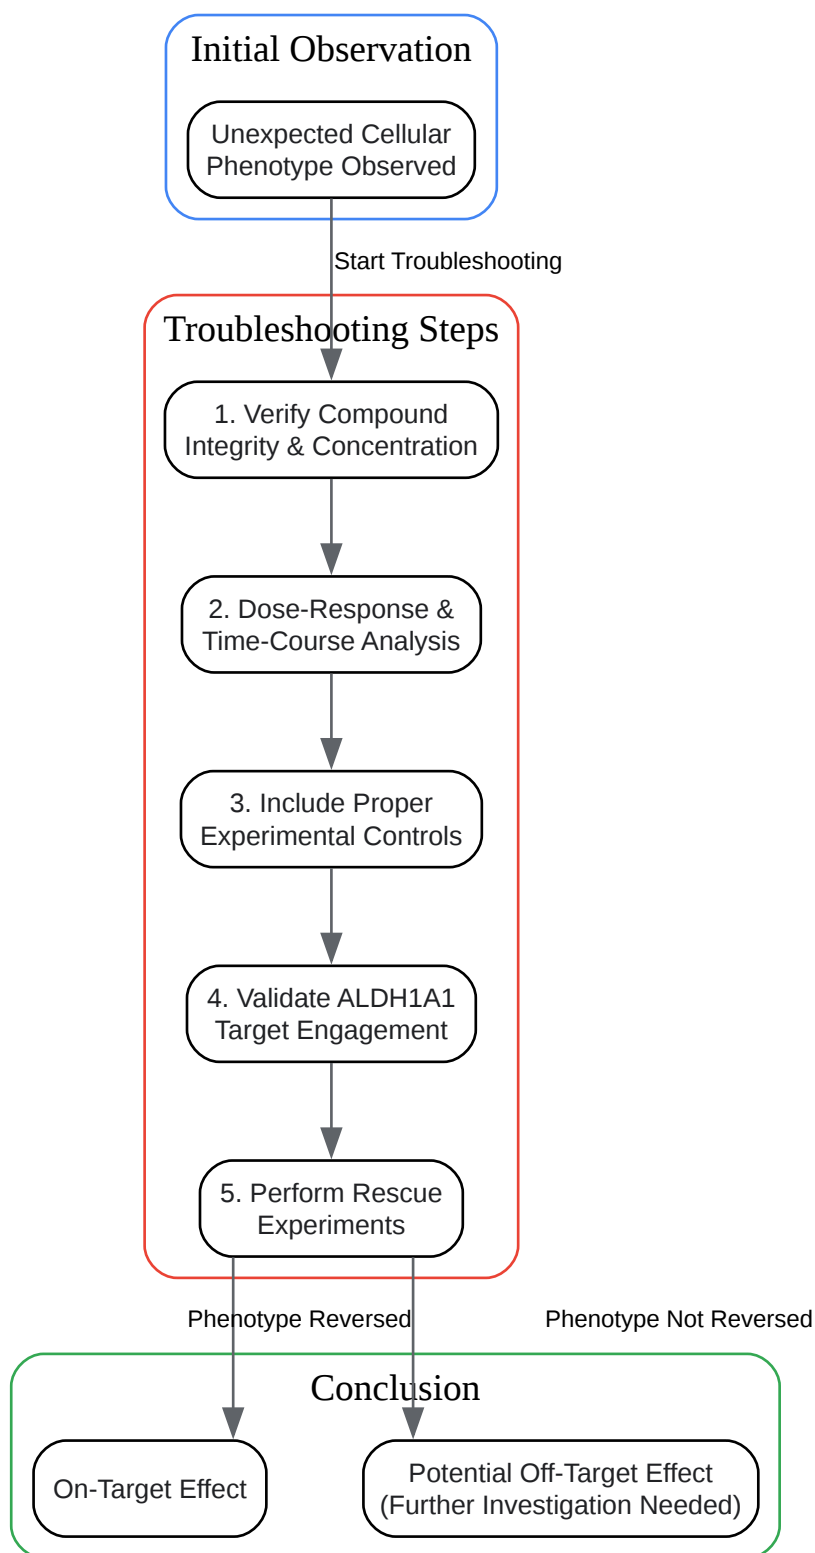 Initial Observation
Unexpected Cellular
Phenotype Observed
Start Troubleshooting
Troubleshooting Steps
1. Verify Compound
Integrity & Concentration
2. Dose-Response &
Time-Course Analysis
3. Include Proper
Experimental Controls
4. Validate ALDH1A1
Target Engagement
5. Perform Rescue
Experiments
Phenotype Reversed
Phenotype Not Reversed
Conclusion
On-Target Effect
Potential Off-Target Effect
(Further Investigation Needed)